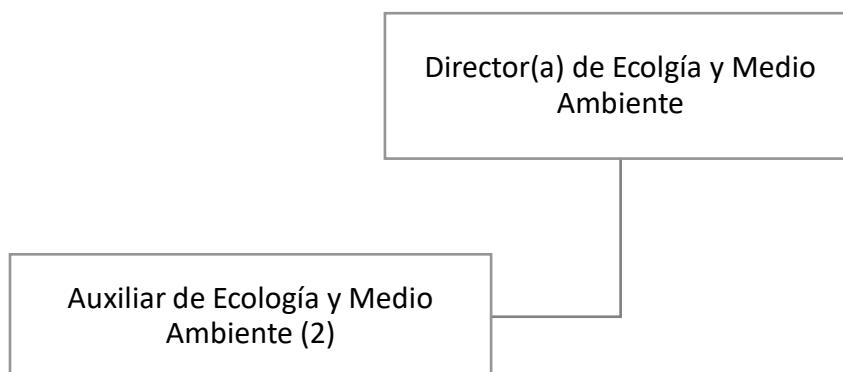 Director(a) de Ecolgía y Medio
Ambiente
Auxiliar de Ecología y Medio
Ambiente (2)